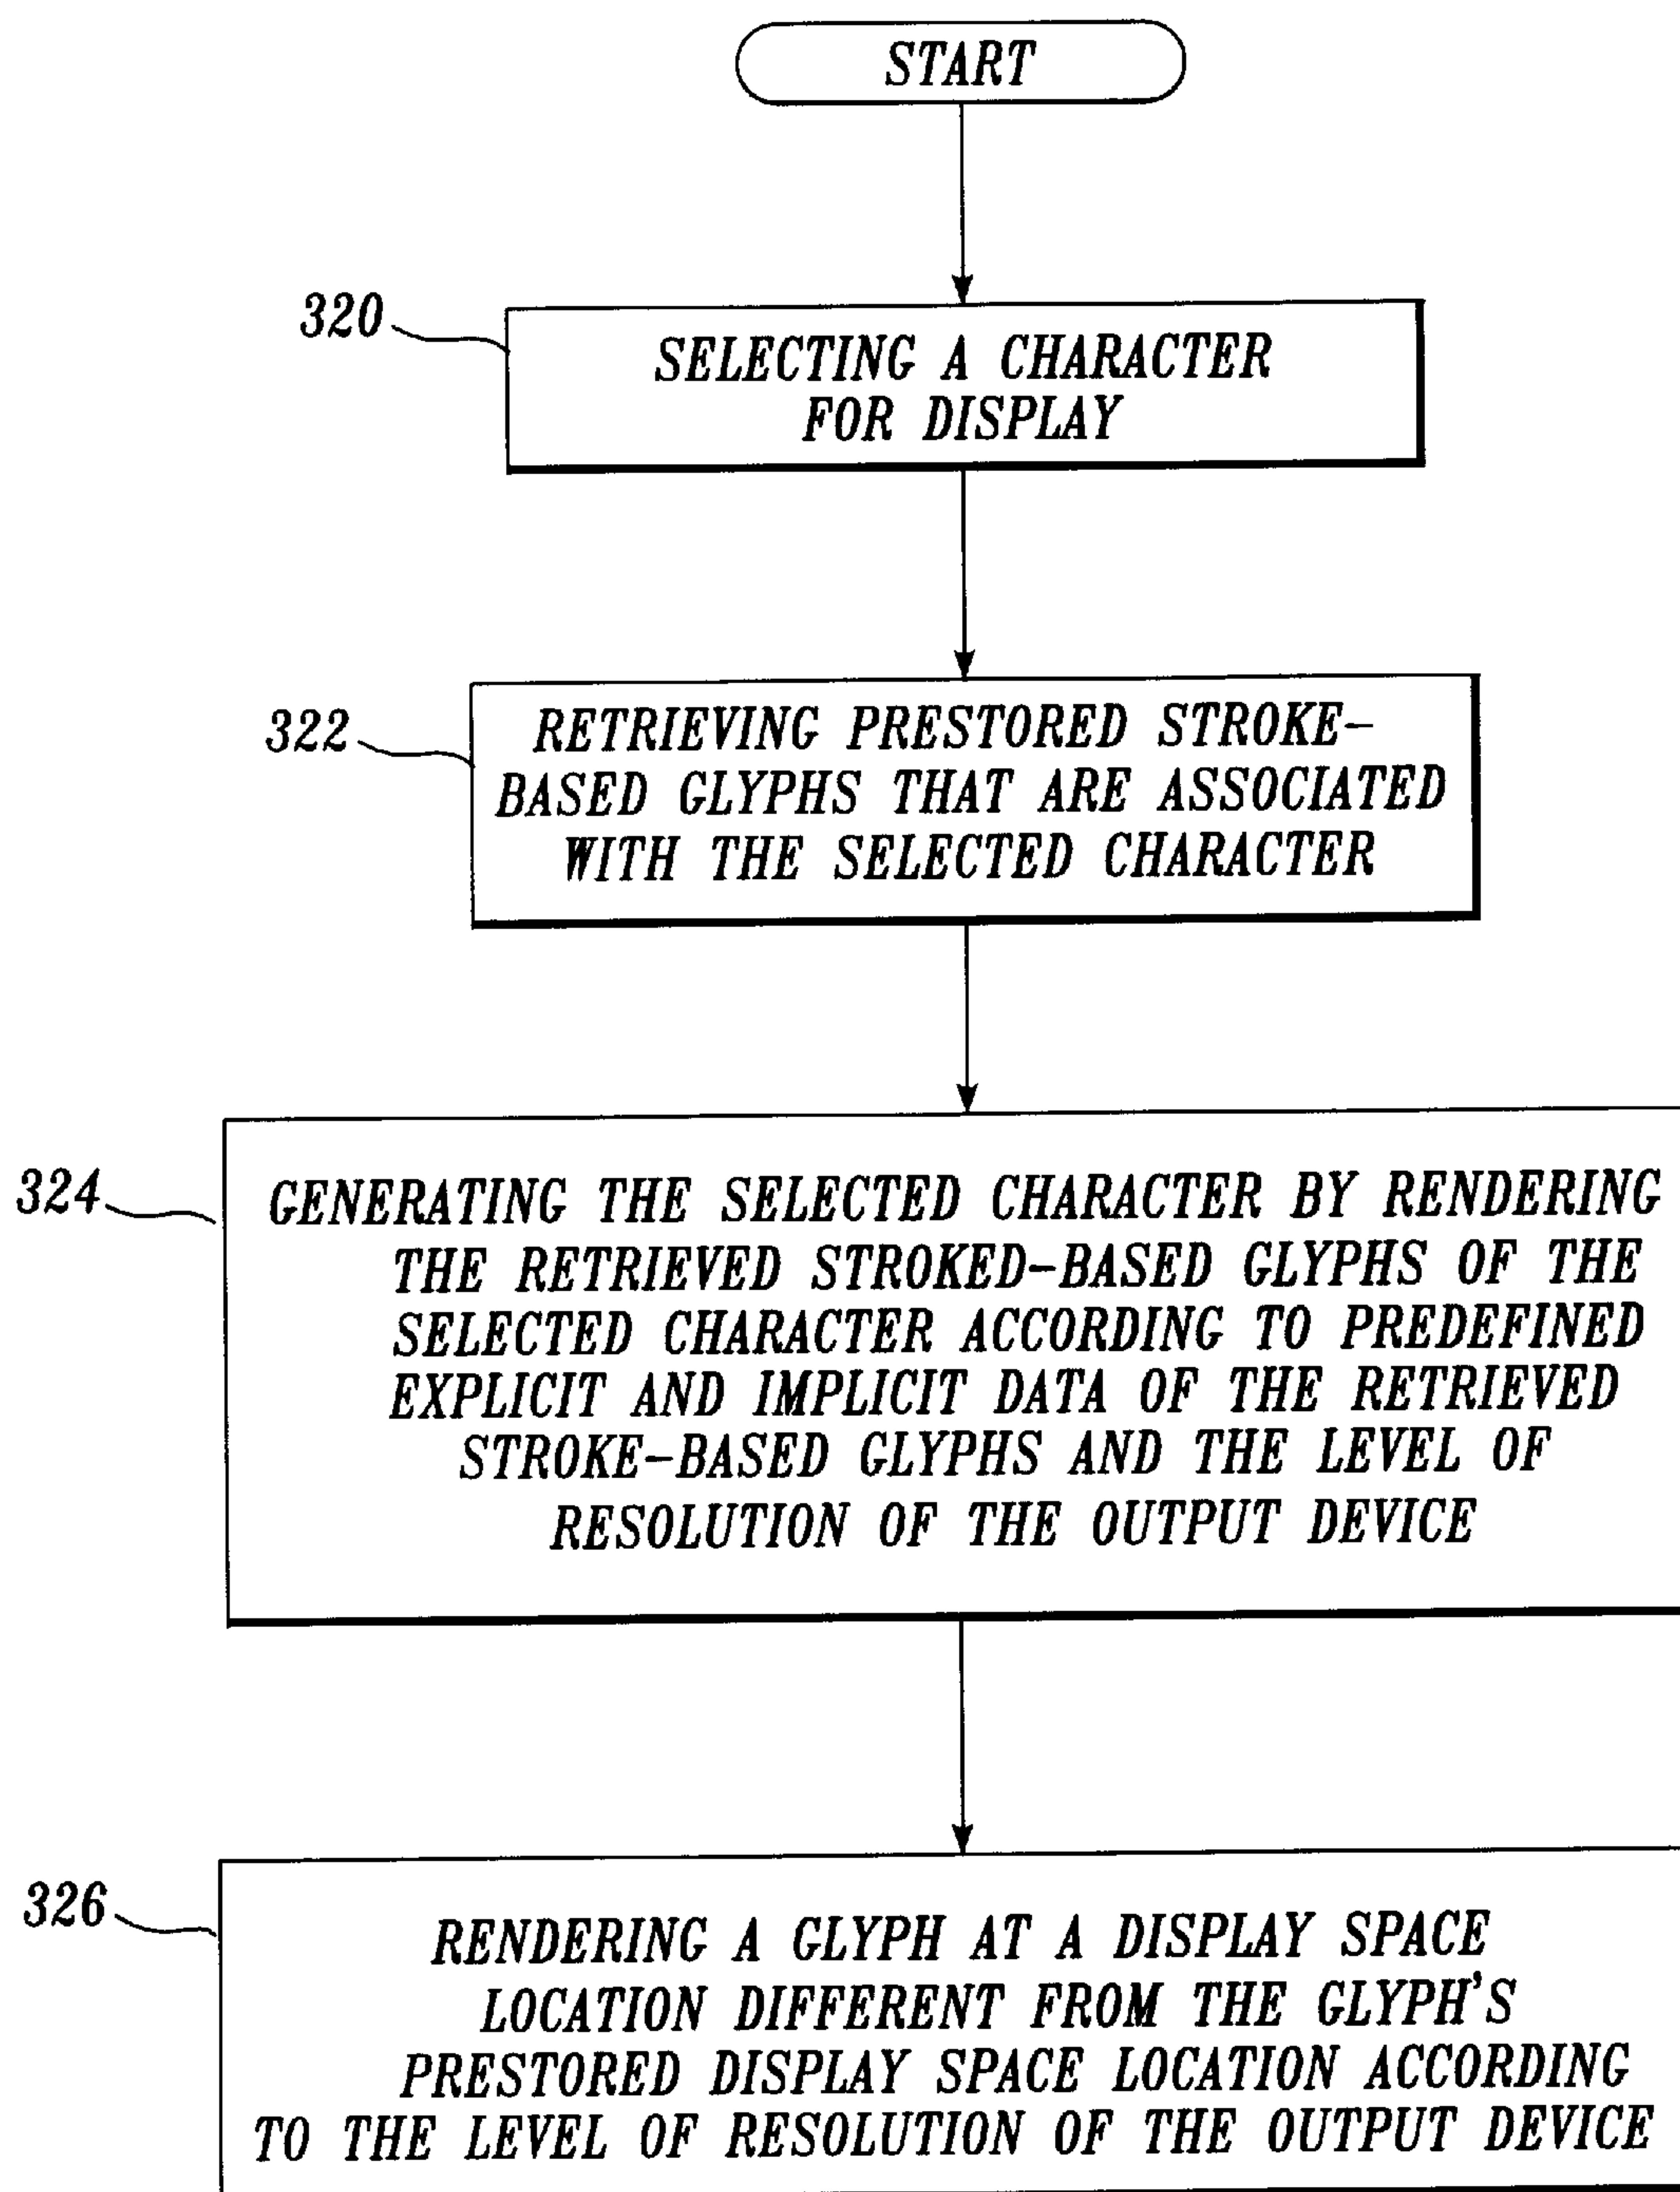 START
320
SELECTING A CHARACTER
FOR DISPLAY
322
RETRIEVING PRESTORED STROKE-
BASED GLYPHS THAT ARE ASSOCIATED
WITH THE SELECTED CHARACTER
324
GENERATING THE SELECTED CHARACTER BY RENDERING
THE RETRIEVED STROKED-BASED GLYPHS OF THE
SELECTED CHARACTER ACCORDING TO PREDEFINED
EXPLICIT AND IMPLICIT DATA OF THE RETRIEVED
STROKE-BASED GLYPHS AND THE LEVEL OF
RESOLUTION OF THE OUTPUT DEVICE
326
RENDERING A GLYPH AT A DISPLAY SPACE
LOCATION DIFFERENT FROM THE GLYPH'S
PRESTORED DISPLAY SPACE LOCATION ACCORDING
TO THE LEVEL OF RESOLUTION OF THE OUTPUT DEVICE